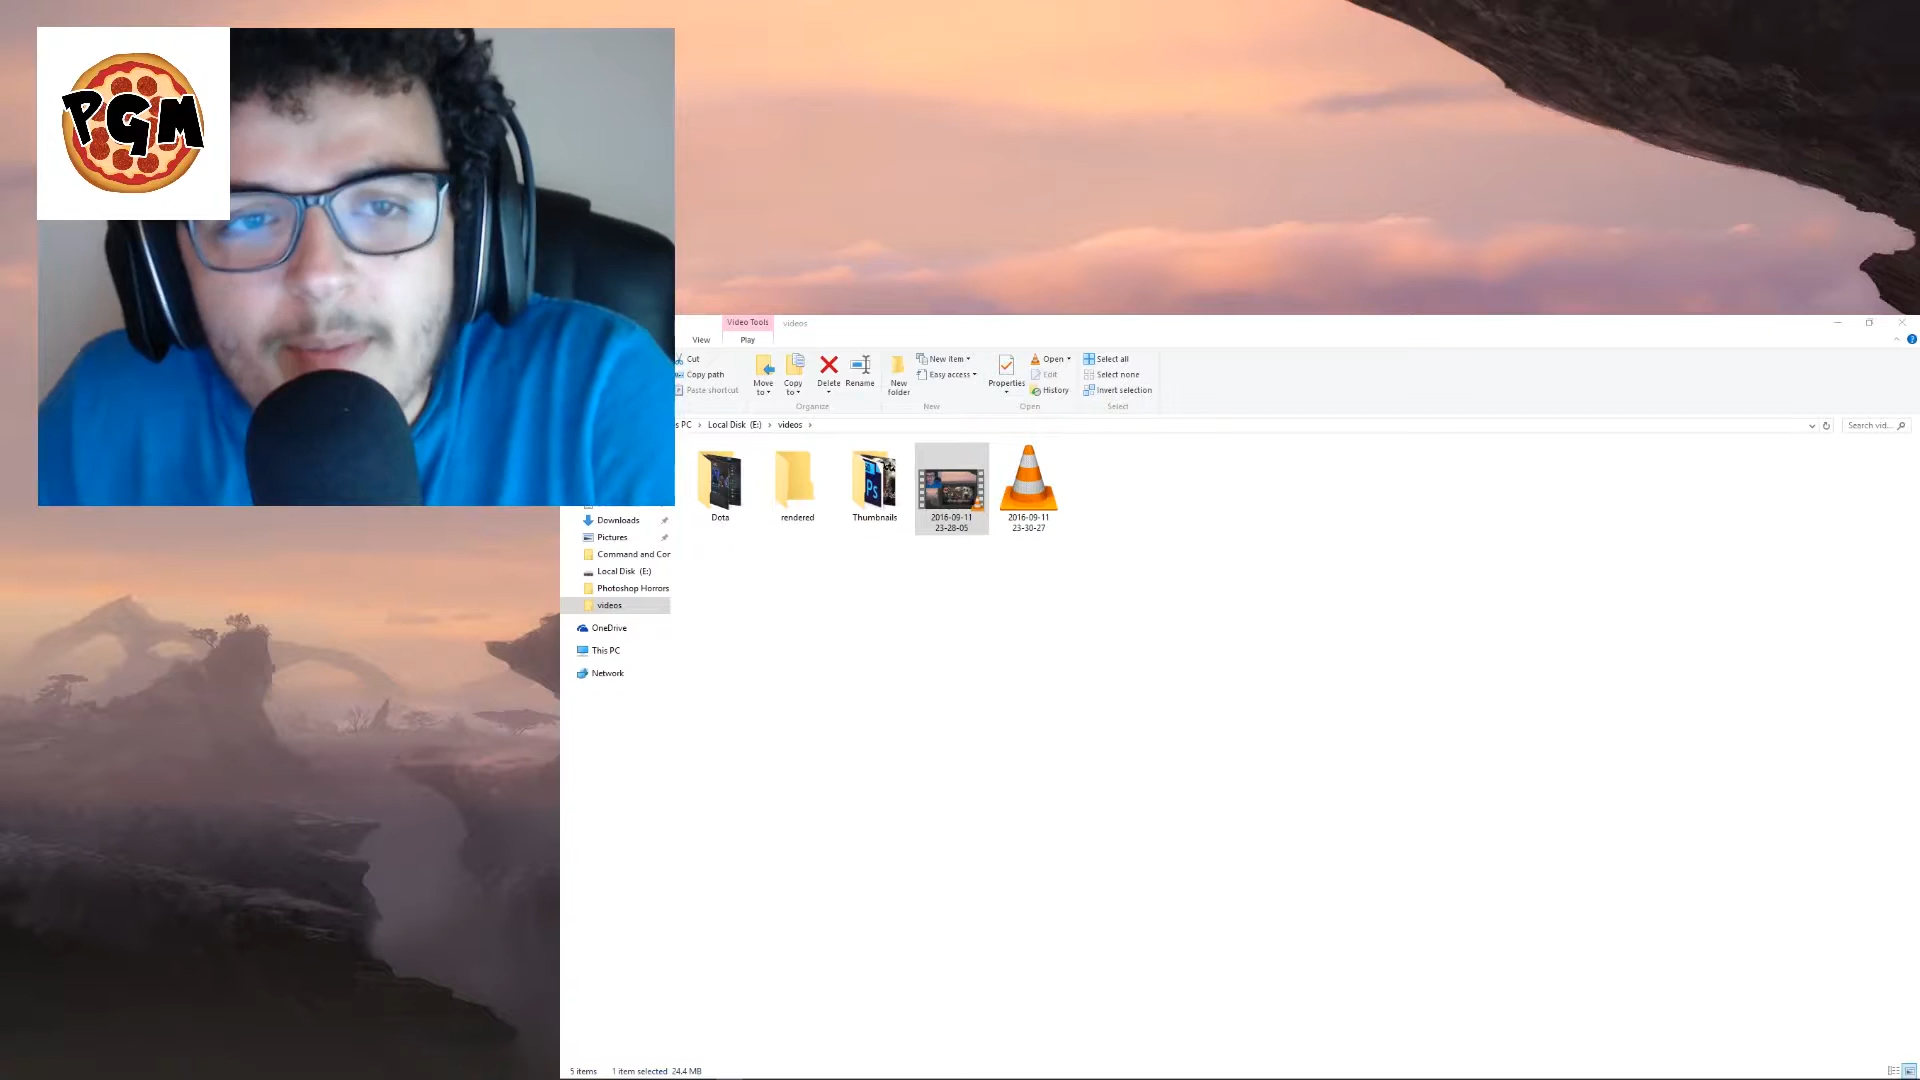 PGM
Video Tools
videos
View
Play
Cut
Copy path
Paste shortcut
Move to
Copy to
Delete
Rename
New folder
New item
Easy access
Properties
Open
Edit
History
Select all
Select none
Invert selection
Organize
New
Open
Select
PC
Local Disk (E:)
videos
Search vid...
Dota
rendered
Thumbnails
2016-09-11
23-28-05
2016-09-11
23-30-27
Downloads
Pictures
Command and Cor
Local Disk (E:)
Photoshop Horrors
videos
OneDrive
This PC
Network
5 items
1 item selected 24.4 MB